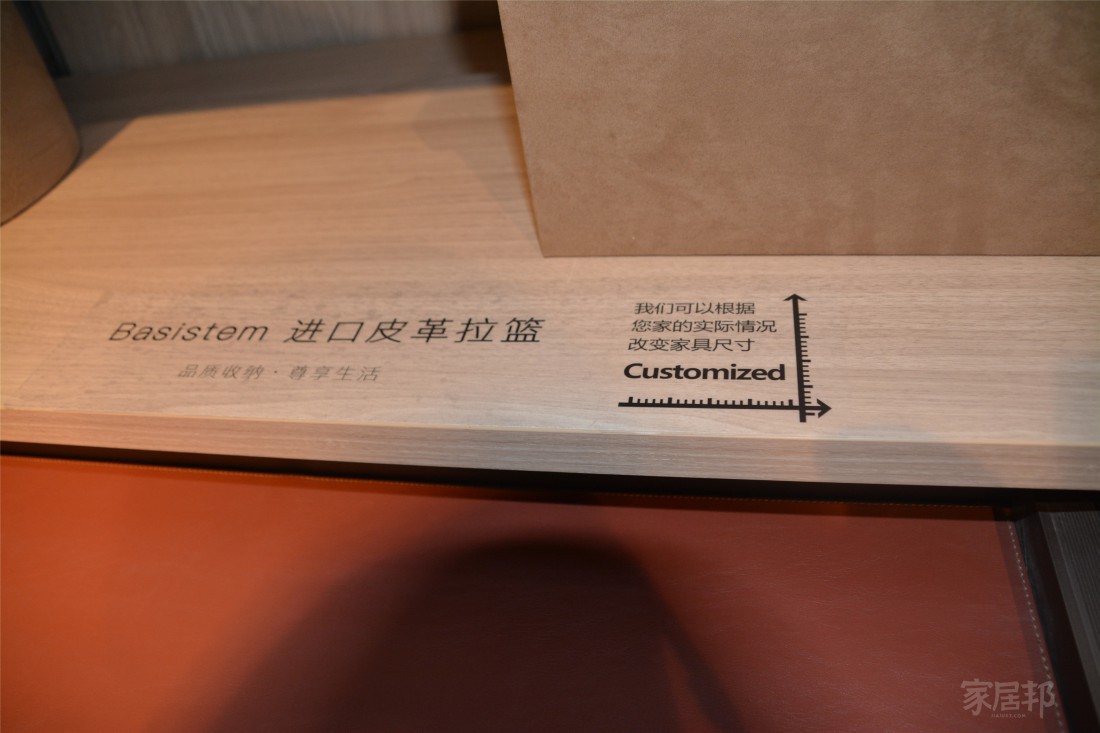 Basistem 进口皮革拉篮
品质收纳·尊享生活
我们可以根据
您家的实际情况
改变家具尺寸
Customized
家居邦